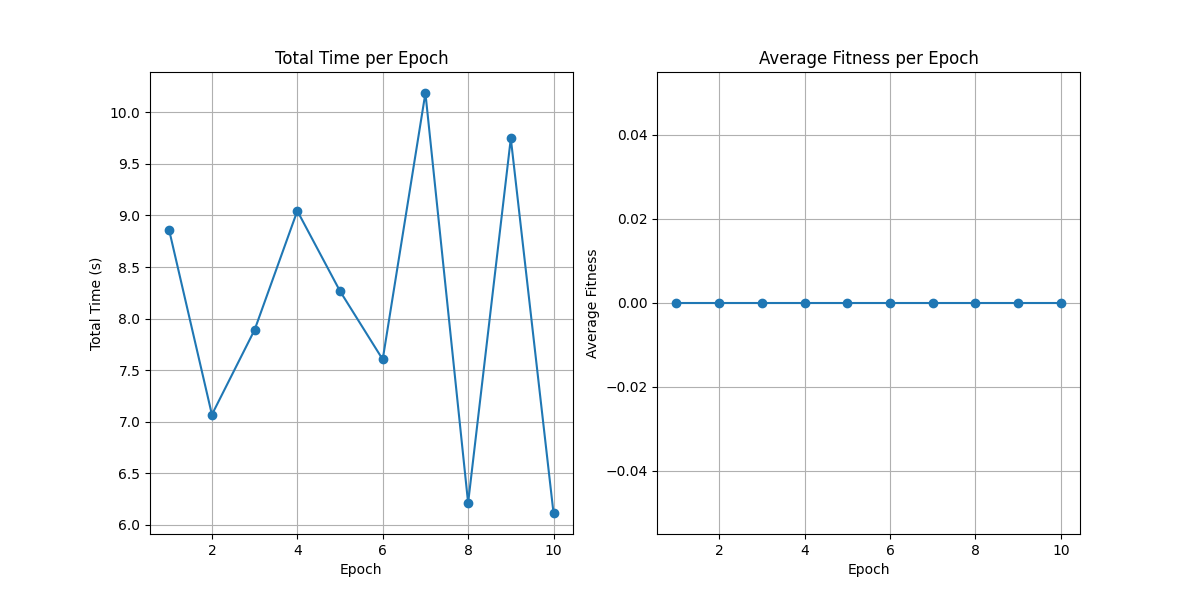 Total Time per Epoch
Total Time (s)
10.0
9.5
9.0
8.5
8.0
7.5
7.0
6.5
6.0
2 4 6 8 10
Epoch
Average Fitness per Epoch
Average Fitness
0.04
0.02
0.00
−0.02
−0.04
2 4 6 8 10
Epoch